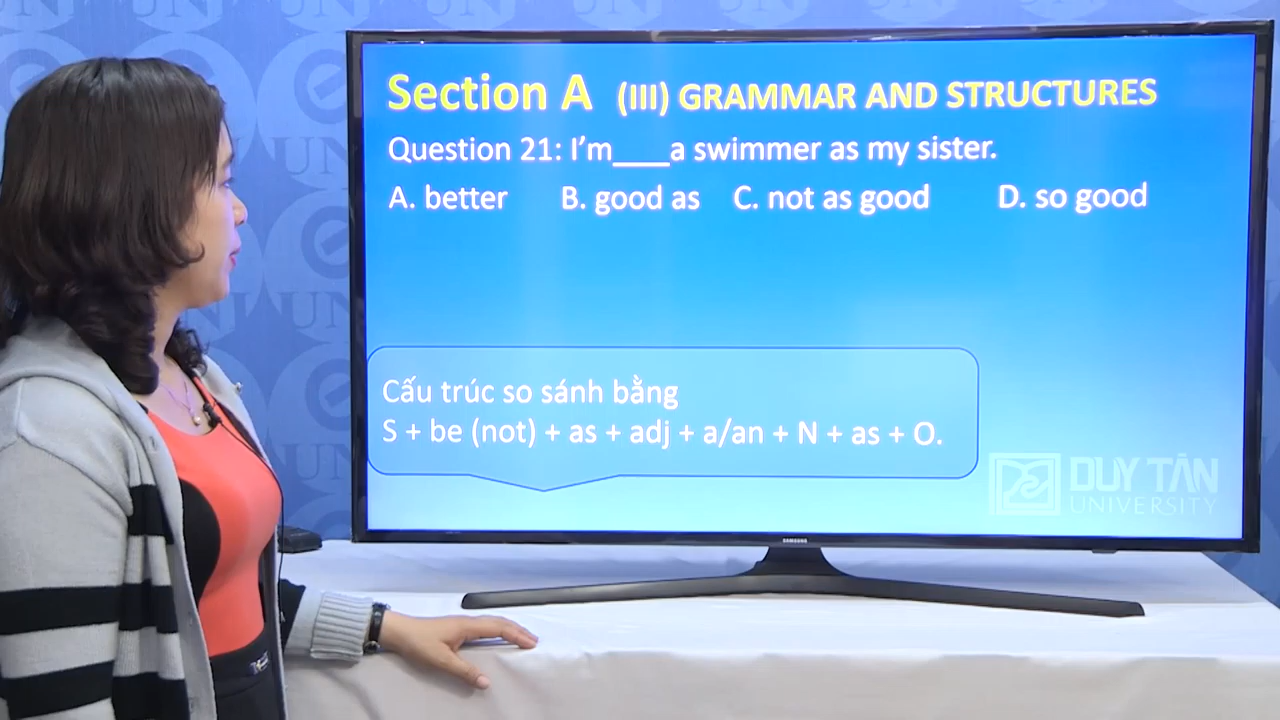 Section A (III) GRAMMAR AND STRUCTURES
Question 21: I'm____a swimmer as my sister.
A. better B. good as C. not as good D. so good
Cấu trúc so sánh bằng
S + be (not) + as + adj + a/an + N + as + O.
DUY TÂN
UNIVERSITY
SAMSUNG